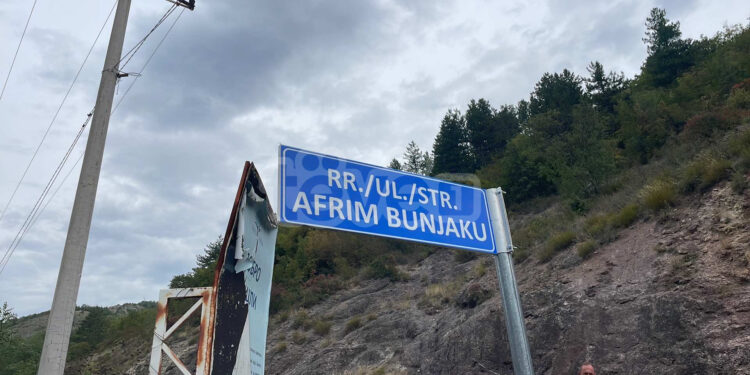 RR./UL./STR.
AFRIM BUNJAKU